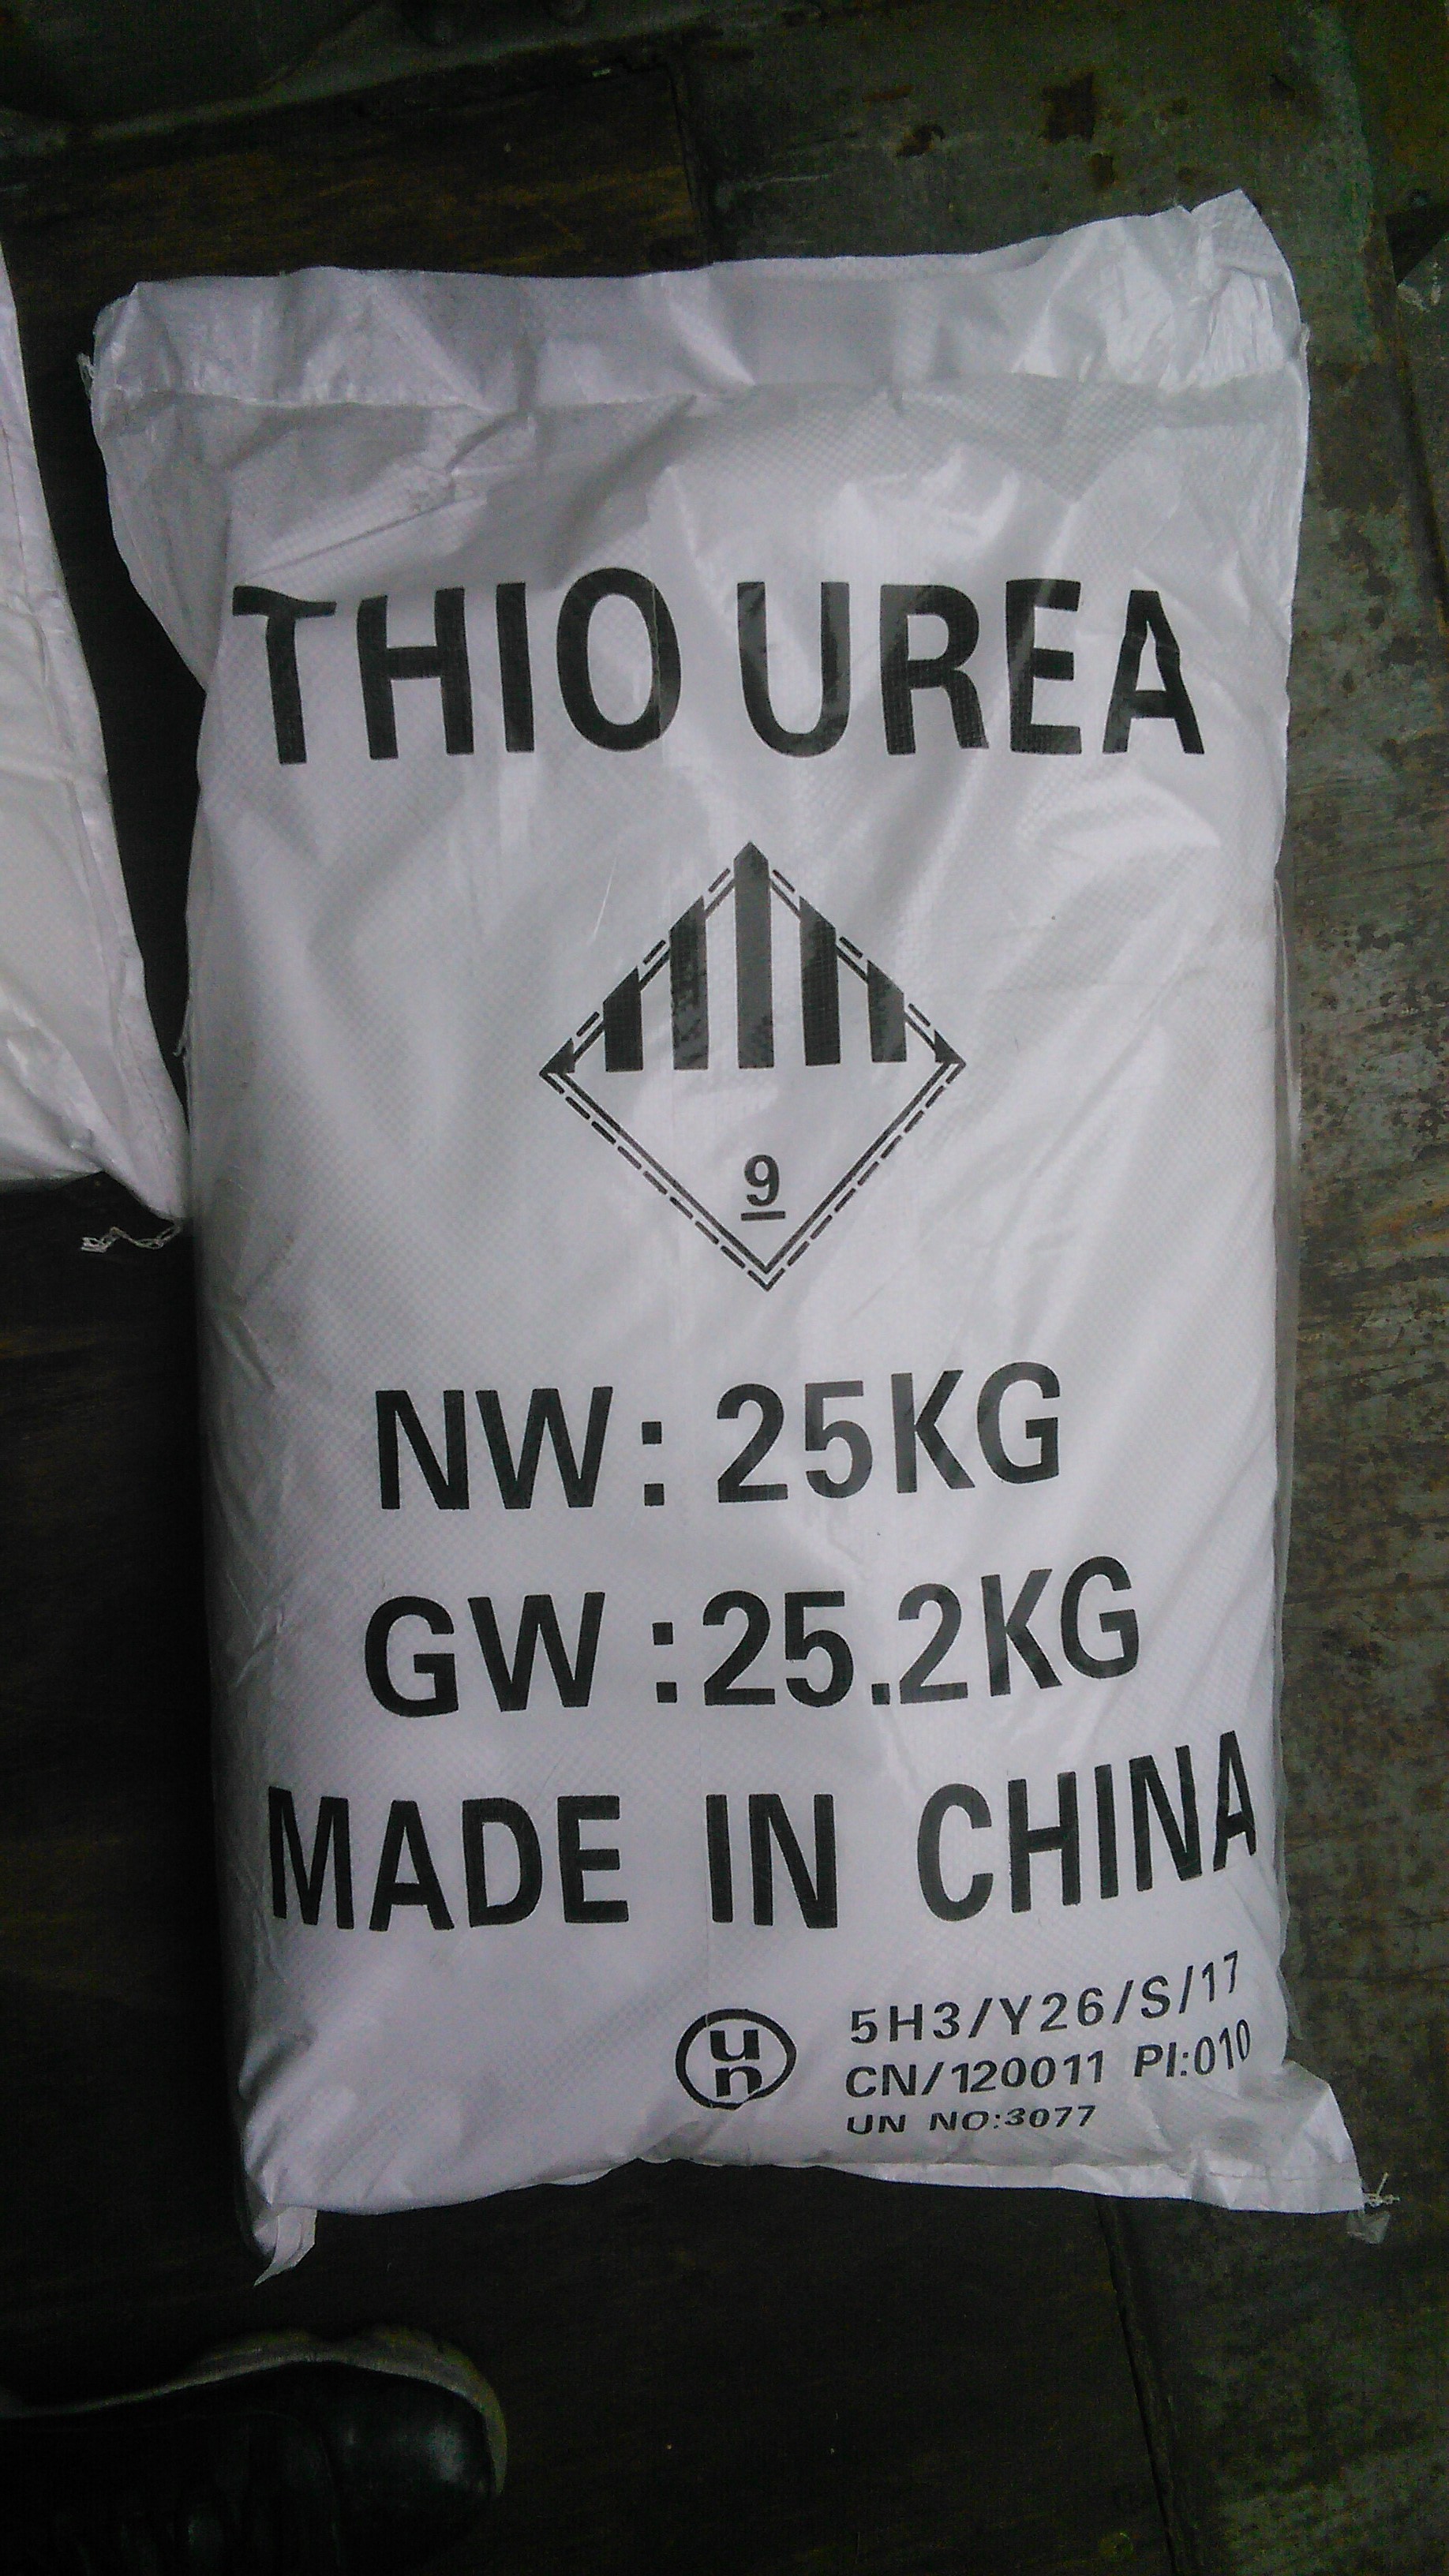 THIO UREA
9
NW: 25KG
GW:25.2KG
MADE IN CHINA
un
5H3/Y26/S/17
CN/120011 PI:010
UN NO:3077